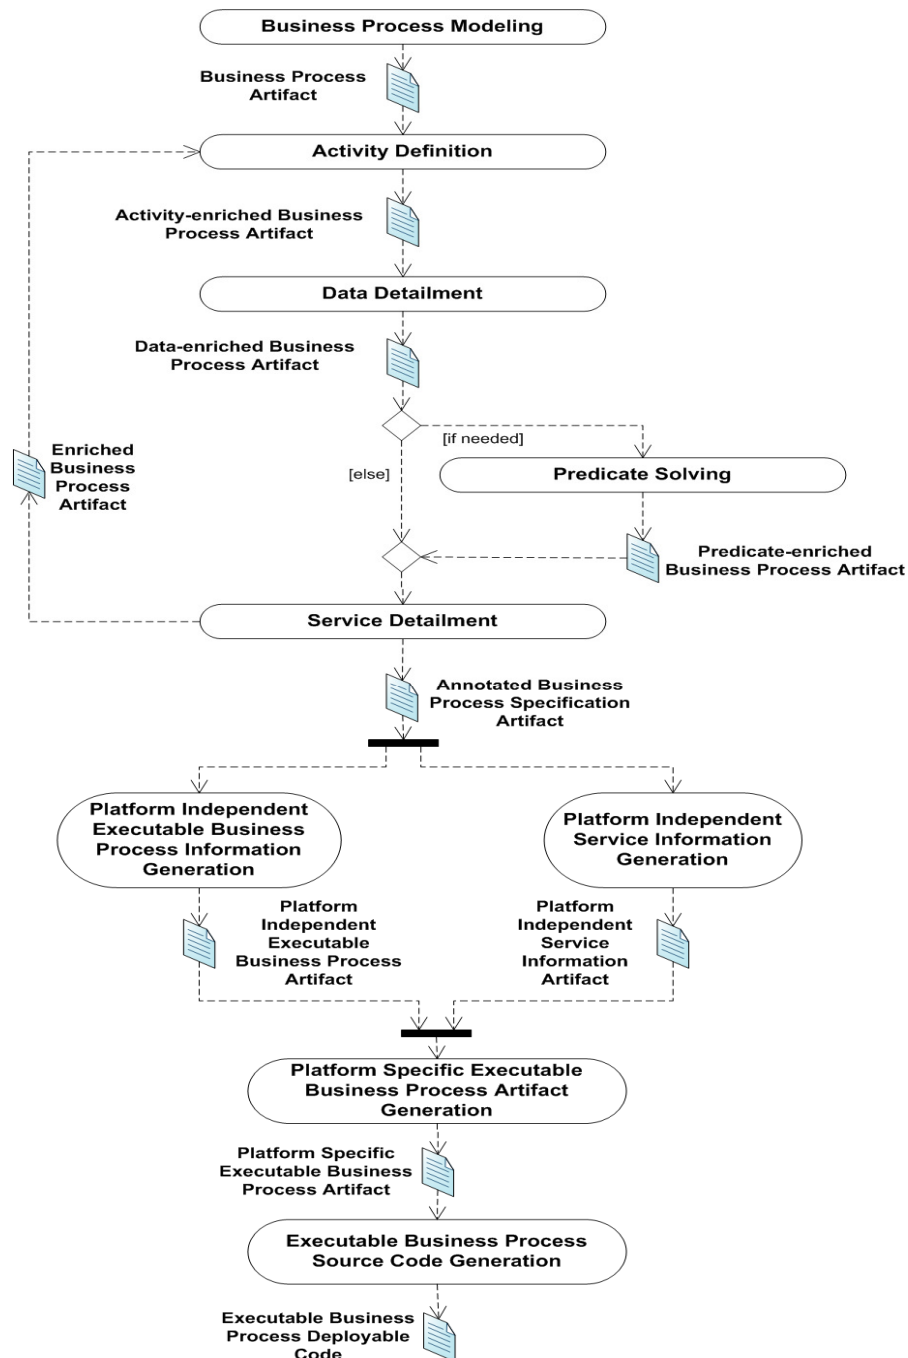 Business Process Modeling
Business Process
Artifact
Activity Definition
Activity-enriched Business
Process Artifact
Data Detailment
Data-enriched Business
Process Artifact
[if needed]
[else]
Predicate Solving
Enriched
Business
Process
Artifact
Predicate-enriched
Business Process Artifact
Service Detailment
Annotated Business
Process Specification
Artifact
Platform Independent
Executable Business
Process Information
Generation
Platform Independent
Service Information
Generation
Platform
Independent
Executable
Business Process
Artifact
Platform
Independent
Service
Information
Artifact
Platform Specific Executable
Business Process Artifact
Generation
Platform Specific
Executable Business
Process Artifact
Executable Business Process
Source Code Generation
Executable Business
Process Deployable
Code